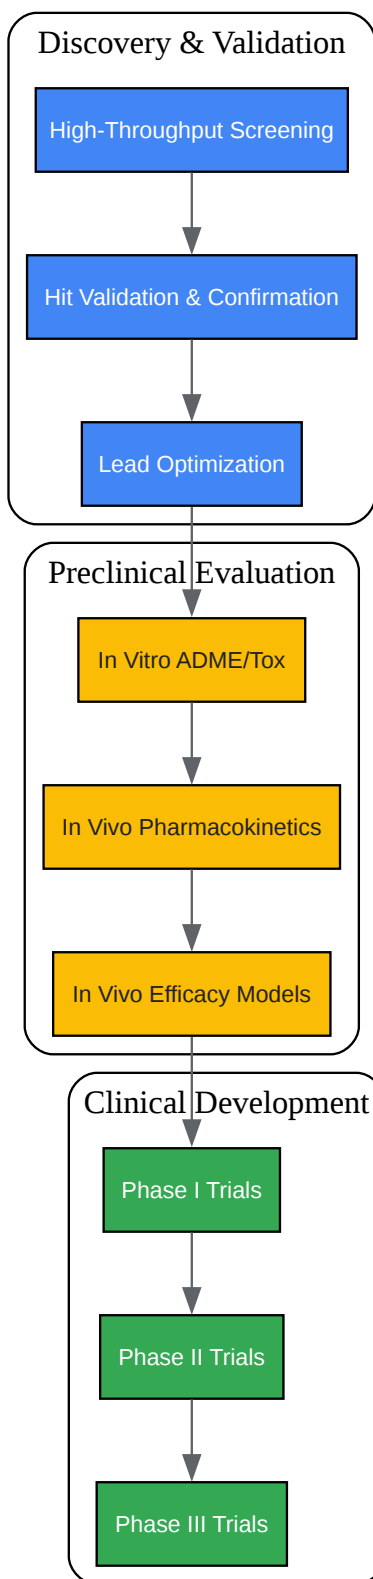 Discovery & Validation
High-Throughput Screening
Hit Validation & Confirmation
Lead Optimization
Preclinical Evaluation
In Vitro ADME/Tox
In Vivo Pharmacokinetics
In Vivo Efficacy Models
Clinical Development
Phase I Trials
Phase II Trials
Phase III Trials